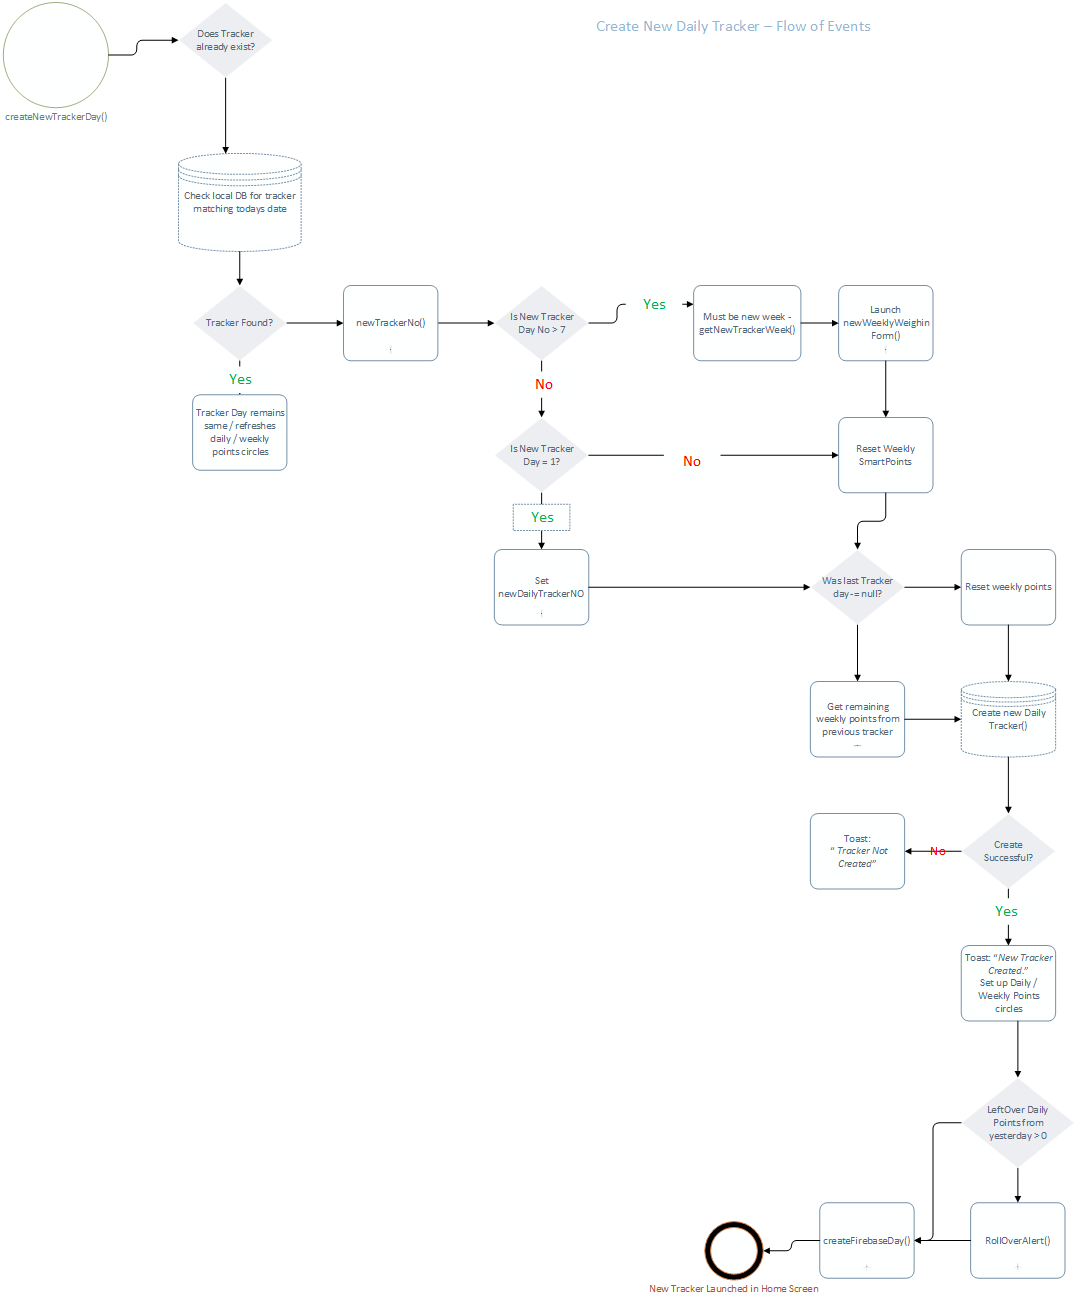 Create New Daily Tracker – Flow of Events
Does Tracker
already exist?
createNewTrackerDay()
Check local DB for tracker
matching todays date
Tracker Found?
newTrackerNo()
Is New Tracker
Day No > 7
Yes
Must be new week -
getNewTrackerWeek()
Launch
newWeeklyWeighin
Form()
Yes
No
Tracker Day remains
same / refreshes
daily / weekly
points circles
Is New Tracker
Day = 1?
No
Reset Weekly
SmartPoints
Yes
Set
newDailyTrackerNO
Was last Tracker
day -= null?
Reset weekly points
Get remaining
weekly points from
previous tracker
...
Create new Daily
Tracker()
Toast:
“ Tracker Not
Created”
No
Create
Successful?
Yes
Toast: “New Tracker
Created.”
Set up Daily /
Weekly Points
circles
LeftOver Daily
Points from
yesterday > 0
createFirebaseDay()
RollOverAlert()
New Tracker Launched in Home Screen